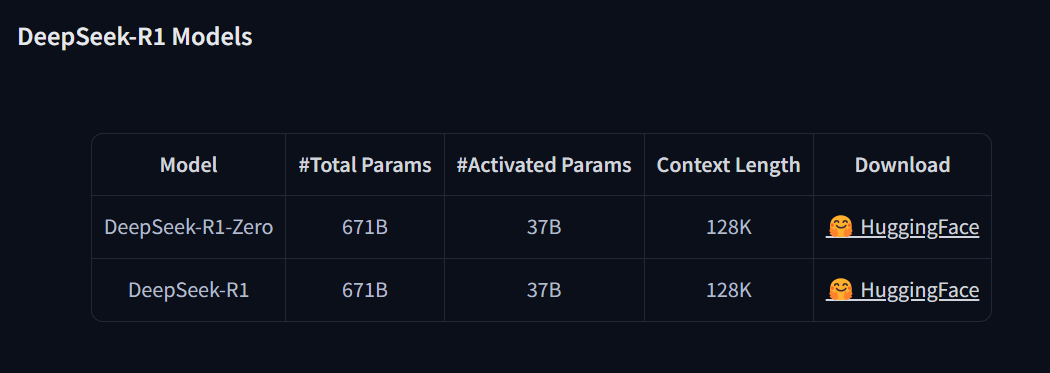 DeepSeek-R1 Models
Model #Total Params #Activated Params Context Length Download
DeepSeek-R1-Zero 671B 37B 128K 🤗 HuggingFace
DeepSeek-R1 671B 37B 128K 🤗 HuggingFace